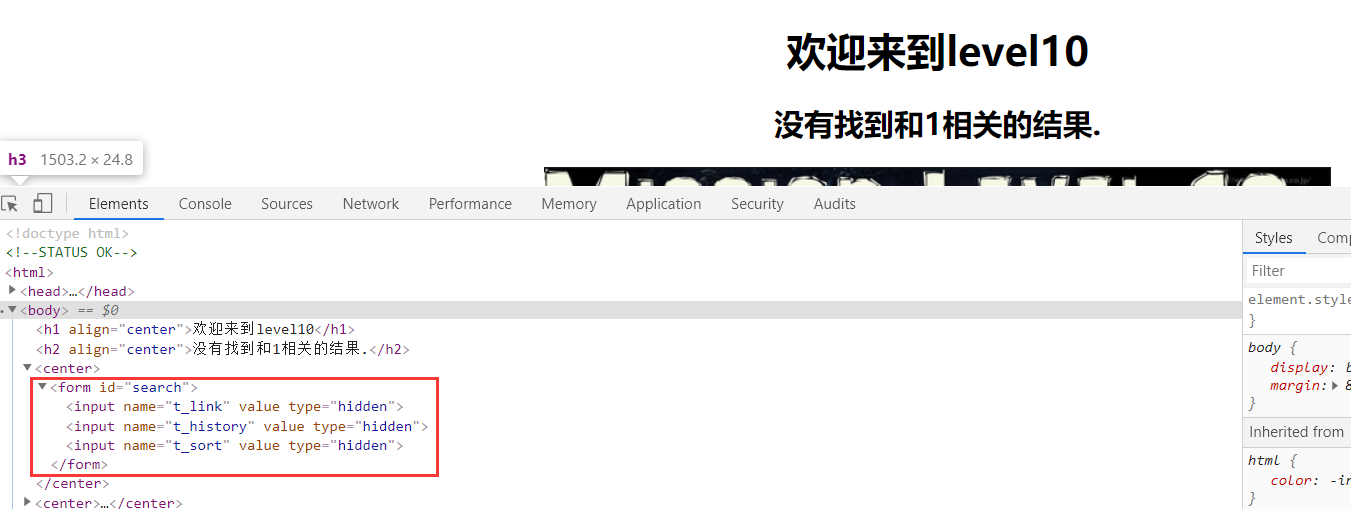 欢迎来到level10
没有找到和1相关的结果.
h3 1503.2 × 24.8
Elements Console Sources Network Performance Memory Application Security Audits
<!doctype html>
<!--STATUS OK-->
<html>
<head>…</head>
<body> == $0
<h1 align="center">欢迎来到level10</h1>
<h2 align="center">没有找到和1相关的结果.</h2>
<center>
<form id="search">
<input name="t_link" value type="hidden">
<input name="t_history" value type="hidden">
<input name="t_sort" value type="hidden">
</form>
</center>
<center>…</center>
Styles Comp
Filter
element.style
}
body {
display: b
margin: 8
}
Inherited from
html {
color: -in
}